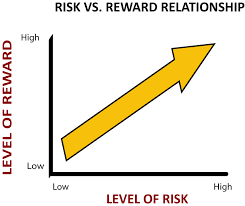 RISK VS. REWARD RELATIONSHIP
High
LEVEL OF REWARD
Low
Low
High
LEVEL OF RISK